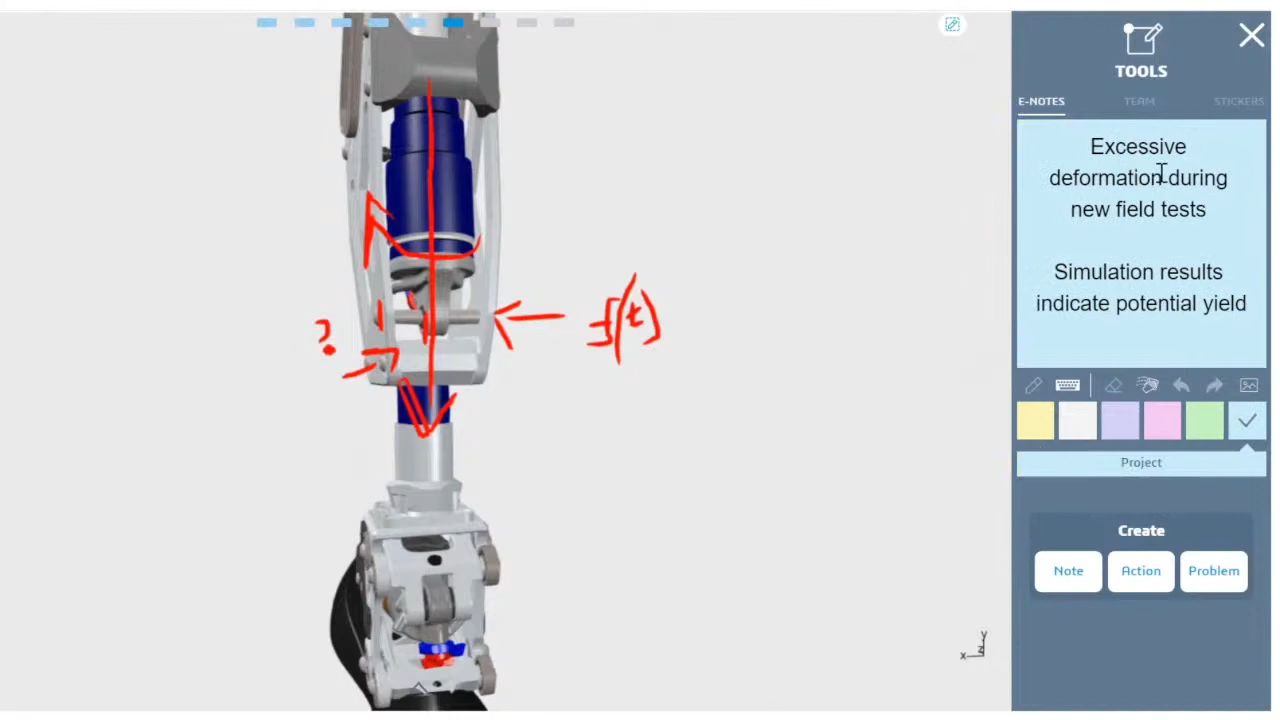 TOOLS
E-NOTES TEAM STICKERS
Excessive
deformation during
new field tests
Simulation results
indicate potential yield
?
f(t)
Project
Create
Note Action Problem
y
x z